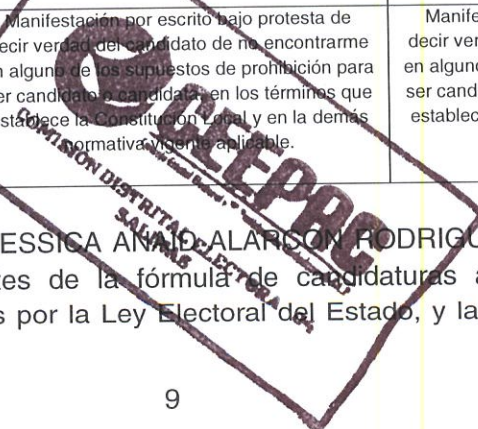 Manifestación por escrito bajo protesta de
decir verdad del candidato de no encontrarme
en alguno de los supuestos de prohibición para
ser candidato o candidata, en los términos que
establece la Constitución Local y en la demás
normativa vigente aplicable.
Manife
decir ver
en algun
ser cand
establec
CEEPAC
COMISIÓN DISTRITAL ELECTORAL
SALINAS
ESSICA ANAID ALARCON RODRIGU
tes de la fórmula de candidaturas a
s por la Ley Electoral del Estado, y la
9